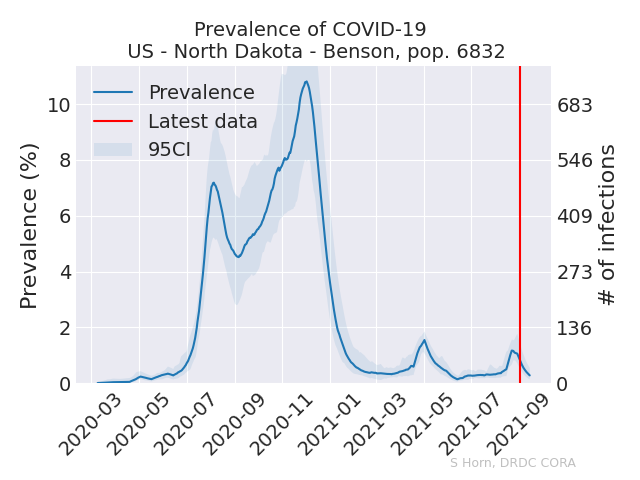 Prevalence of COVID-19
US - North Dakota - Benson, pop. 6832
Prevalence
Latest data
95CI
Prevalence (%)
10
8
6
4
2
0
# of infections
683
546
409
273
136
0
2020-03
2020-05
2020-07
2020-09
2020-11
2021-01
2021-03
2021-05
2021-07
2021-09
S Horn, DRDC CORA